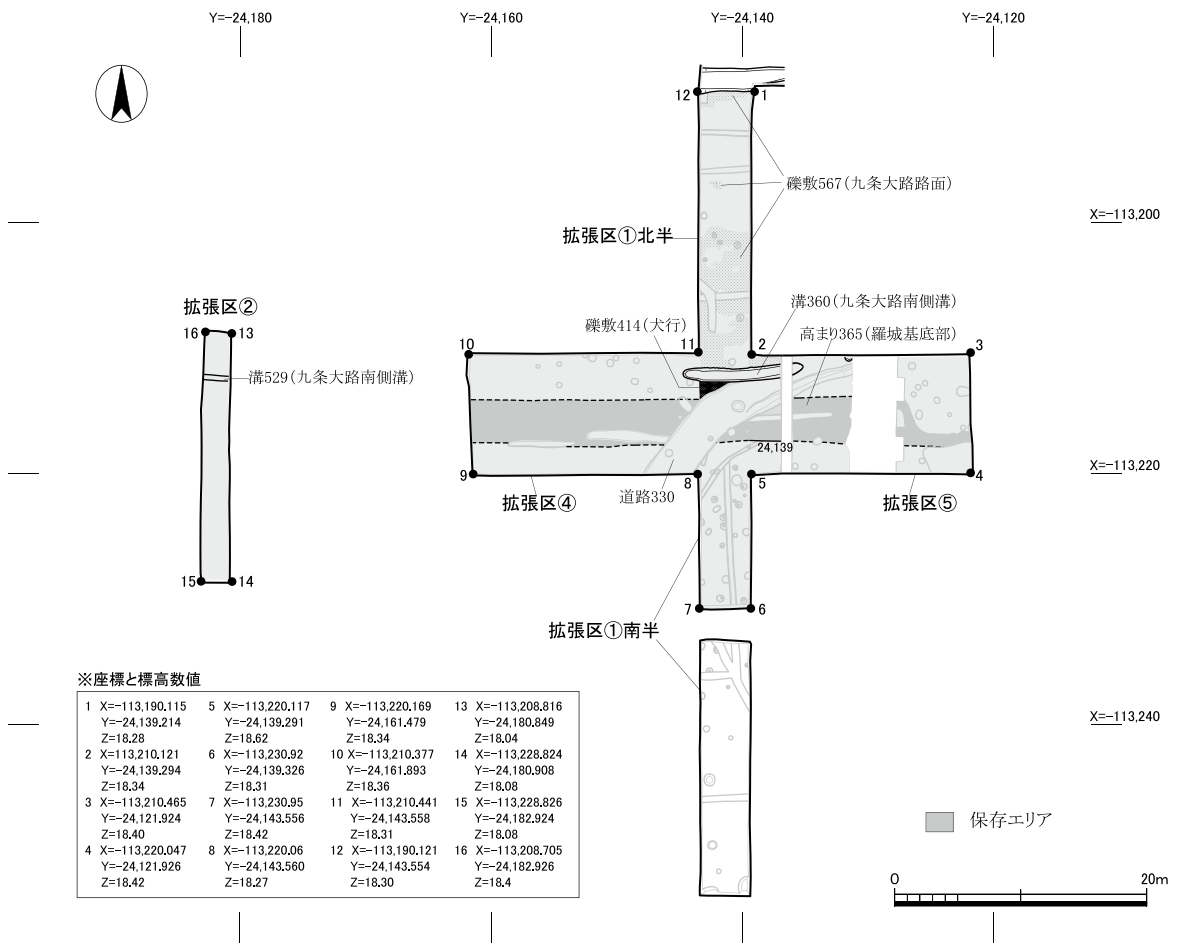 Y=-24,180
Y=-24,160
Y=-24,140
Y=-24,120
12
1
礫敷567(九条大路路面)
X=-113,200
拡張区①北半
溝360(九条大路南側溝)
拡張区②
礫敷414(犬行)
高まり365(羅城基底部)
16
13
10
11
2
3
溝529(九条大路南側溝)
24,139
9
8
5
4
X=-113,220
拡張区④
道路330
拡張区⑤
15
14
7
6
拡張区①南半
※座標と標高数値
1 X=-113,190.115 5 X=-113,220.117 9 X=-113,220.169 13 X=-113,208.816
Y=-24,139.214 Y=-24,139.291 Y=-24,161.479 Y=-24,180.849
Z=18.28 Z=18.62 Z=18.34 Z=18.04
2 X=113,210.121 6 X=-113,230.92 10 X=-113,210.377 14 X=-113,228.824
Y=-24,139.294 Y=-24,139.326 Y=-24,161.893 Y=-24,180.908
Z=18.34 Z=18.31 Z=18.36 Z=18.08
3 X=-113,210.465 7 X=-113,230.95 11 X=-113,210.441 15 X=-113,228.826
Y=-24,121.924 Y=-24,143.556 Y=-24,143.558 Y=-24,182.924
Z=18.40 Z=18.42 Z=18.31 Z=18.08
4 X=-113,220.047 8 X=-113,220.06 12 X=-113,190.121 16 X=-113,208.705
Y=-24,121.926 Y=-24,143.560 Y=-24,143.554 Y=-24,182.926
Z=18.42 Z=18.27 Z=18.30 Z=18.4
X=-113,240
保存エリア
0 20m